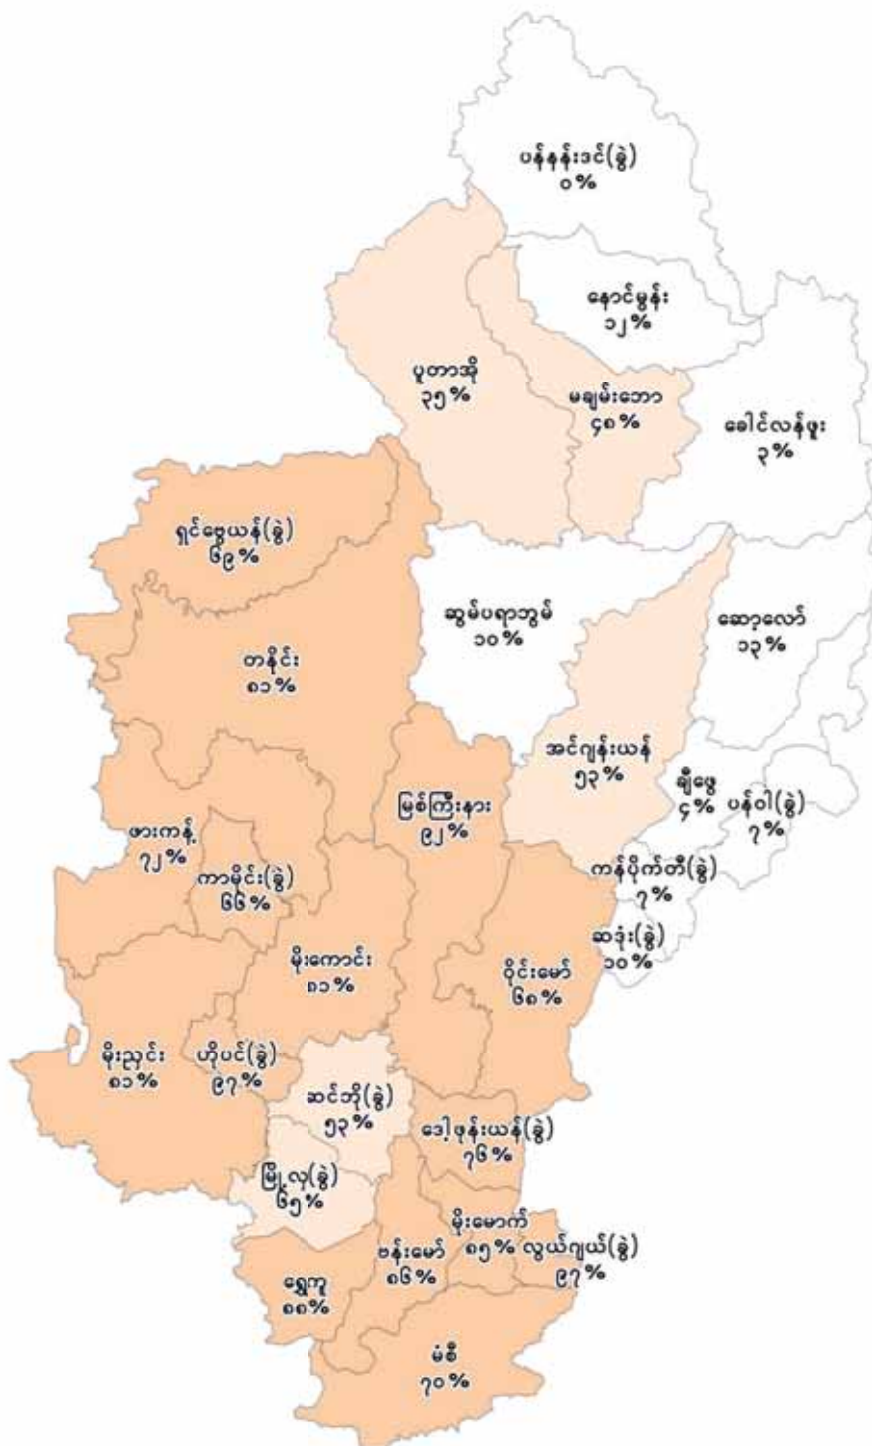 ပန်နန်းဒင်(ခွဲ)
၀%
နောင်မွန်း
၁၂%
ပူတာအို
၃၅%
မချမ်းဘော
၄၈%
ခေါင်လန်ဖူး
၃%
ရှင်ဗွေယန်(ခွဲ)
၆၉%
ဆွမ်ပရာဘွမ်
၁၀%
ဆော့လော်
၁၃%
တနိုင်း
၈၁%
အင်ဂျန်းယန်
၅၃%
ချီဖွေ
၄%
ပန်ဝါ(ခွဲ)
၇%
မြစ်ကြီးနား
၉၂%
ဖားကန့်
၇၂%
ကာမိုင်း(ခွဲ)
၆၆%
ကန်ပိုက်တီ(ခွဲ)
၇%
ဆဒုံး(ခွဲ)
၁၀%
မိုးကောင်း
၈၁%
ဝိုင်းမော်
၆၈%
မိုးညှင်း
၈၁%
ဟိုပင်(ခွဲ)
၉၇%
ဆင်ဘို(ခွဲ)
၅၃%
ဒေါ့ဖုန်းယန်(ခွဲ)
၇၆%
မြို့လှ(ခွဲ)
၆၅%
မိုးမောက်
၈၅%
လွယ်ဂျယ်(ခွဲ)
၉၇%
ဗန်းမော်
၈၆%
ရွှေကူ
၈၈%
မံစီ
၇၀%